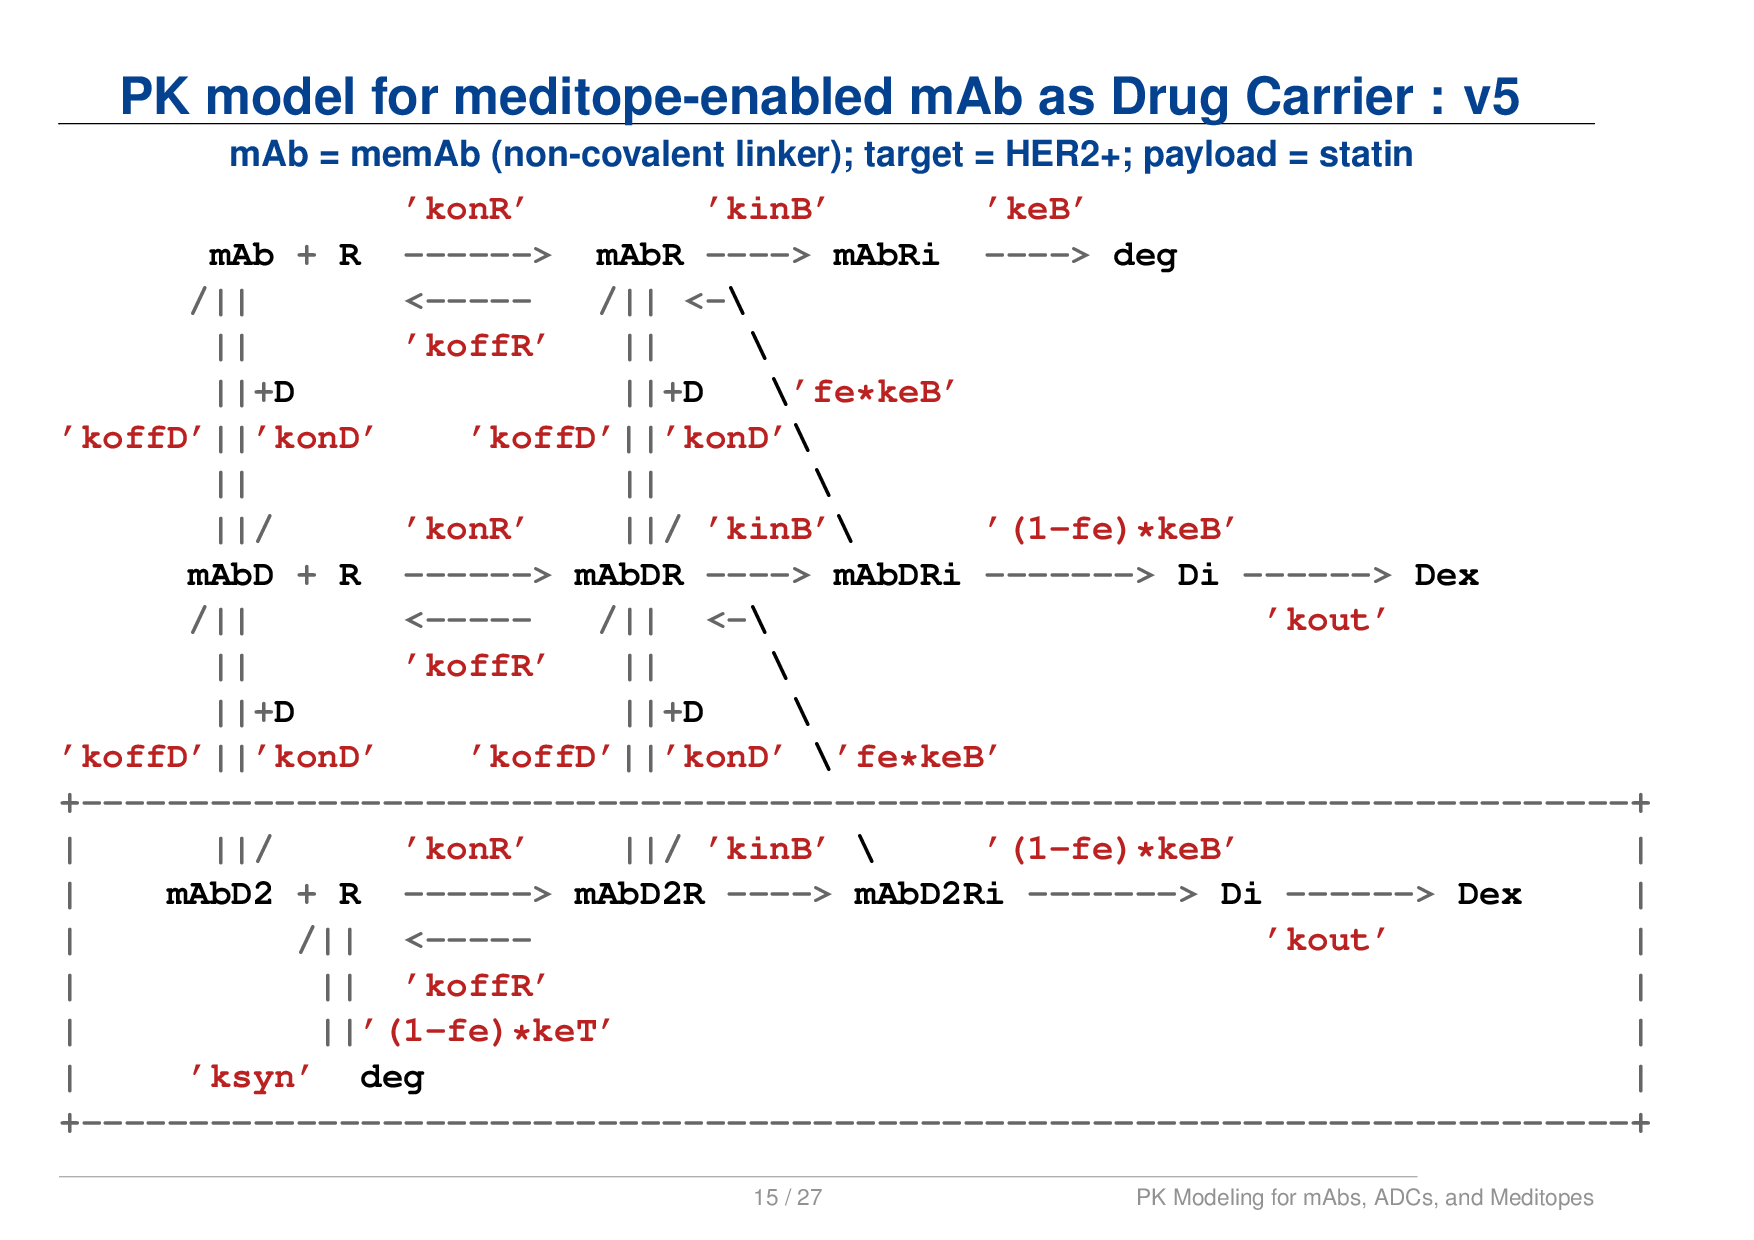 PK model for meditope-enabled mAb as Drug Carrier : v5
mAb = memAb (non-covalent linker); target = HER2+; payload = statin
'konR' 'kinB' 'keB'
mAb + R ------> mAbR ----> mAbRi ----> deg
/|| <----- /|| <-\
|| 'koffR' || \
||+D ||+D \'fe*keB'
'koffD'||'konD' 'koffD'||'konD'\
|| || \
||/ 'konR' ||/ 'kinB'\ '(1-fe)*keB'
mAbD + R ------> mAbDR ----> mAbDRi -------> Di ------> Dex
/|| <----- /|| <-\ 'kout'
|| 'koffR' || \
||+D ||+D \
'koffD'||'konD' 'koffD'||'konD' \'fe*keB'
+------------------------------------------------------------------------+
| ||/ 'konR' ||/ 'kinB' \ '(1-fe)*keB' |
| mAbD2 + R ------> mAbD2R ----> mAbD2Ri -------> Di ------> Dex |
| /|| <----- 'kout' |
| || 'koffR' |
| ||'(1-fe)*keT' |
| 'ksyn' deg |
+------------------------------------------------------------------------+
15 / 27 PK Modeling for mAbs, ADCs, and Meditopes